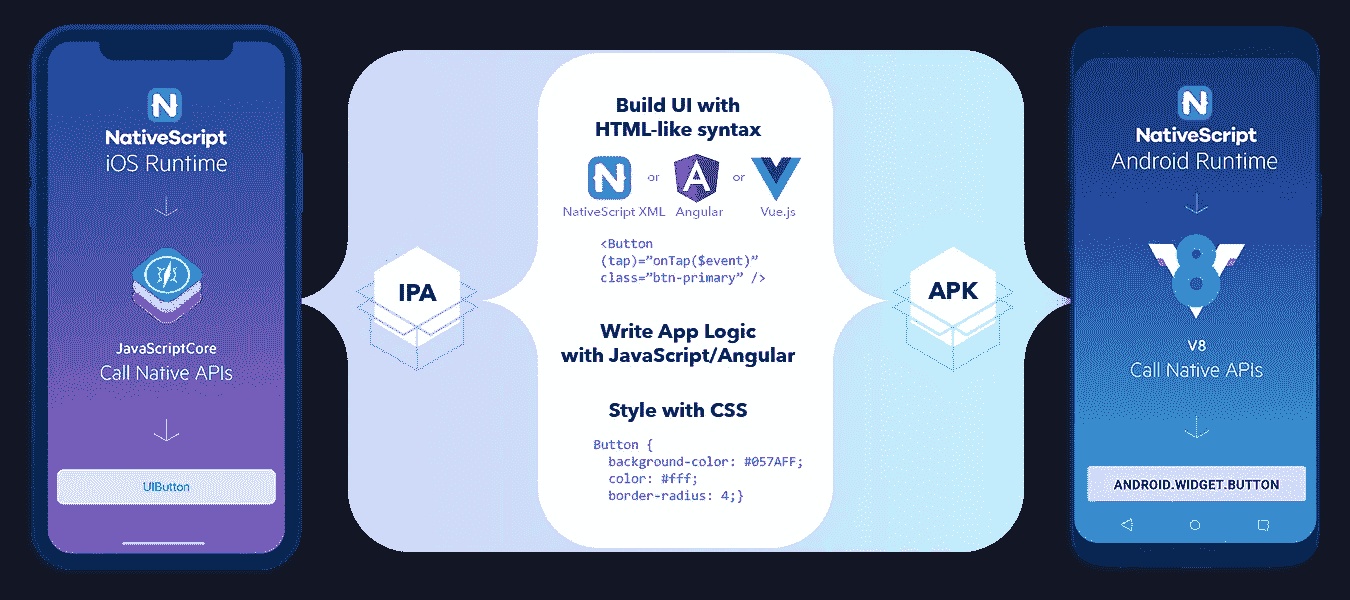 NativeScript
iOS Runtime
JavaScriptCore
Call Native APIs
UIButton
IPA
Build UI with
HTML-like syntax
N or A or
NativeScript XML Angular Vue.js
<Button
(tap)="onTap($event)"
class="btn-primary" />
Write App Logic
with JavaScript/Angular
Style with CSS
Button {
background-color: #057AFF;
color: #fff;
border-radius: 4;}
APK
N
NativeScript
Android Runtime
V8
Call Native APIs
ANDROID.WIDGET.BUTTON